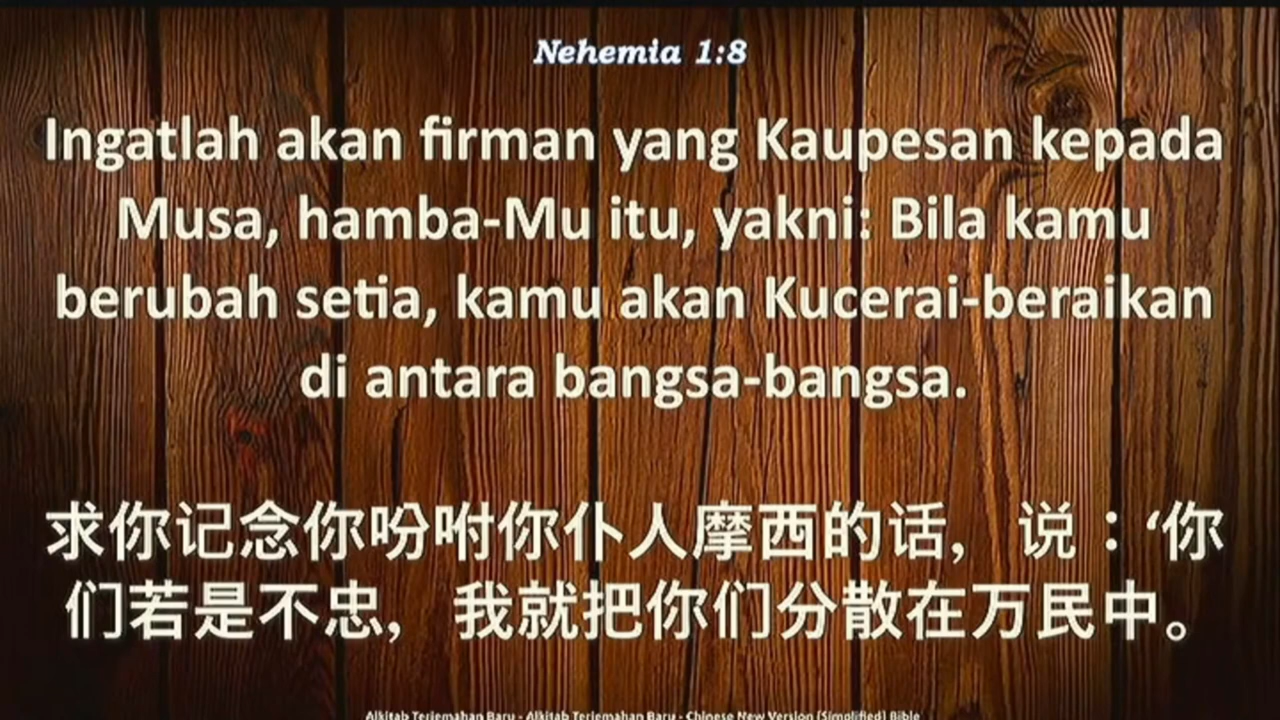 Nehemia 1:8
Ingatlah akan firman yang Kaupesan kepada
Musa, hamba-Mu itu, yakni: Bila kamu
berubah setia, kamu akan Kucerai-beraikan
di antara bangsa-bangsa.
求你记念你吩咐你仆人摩西的话， 说：‘你
们若是不忠， 我就把你们分散在万民中。
Alkitab Terjemahan Baru - Alkitab Terjemahan Baru - Chinese New Version (Simplified) Bible